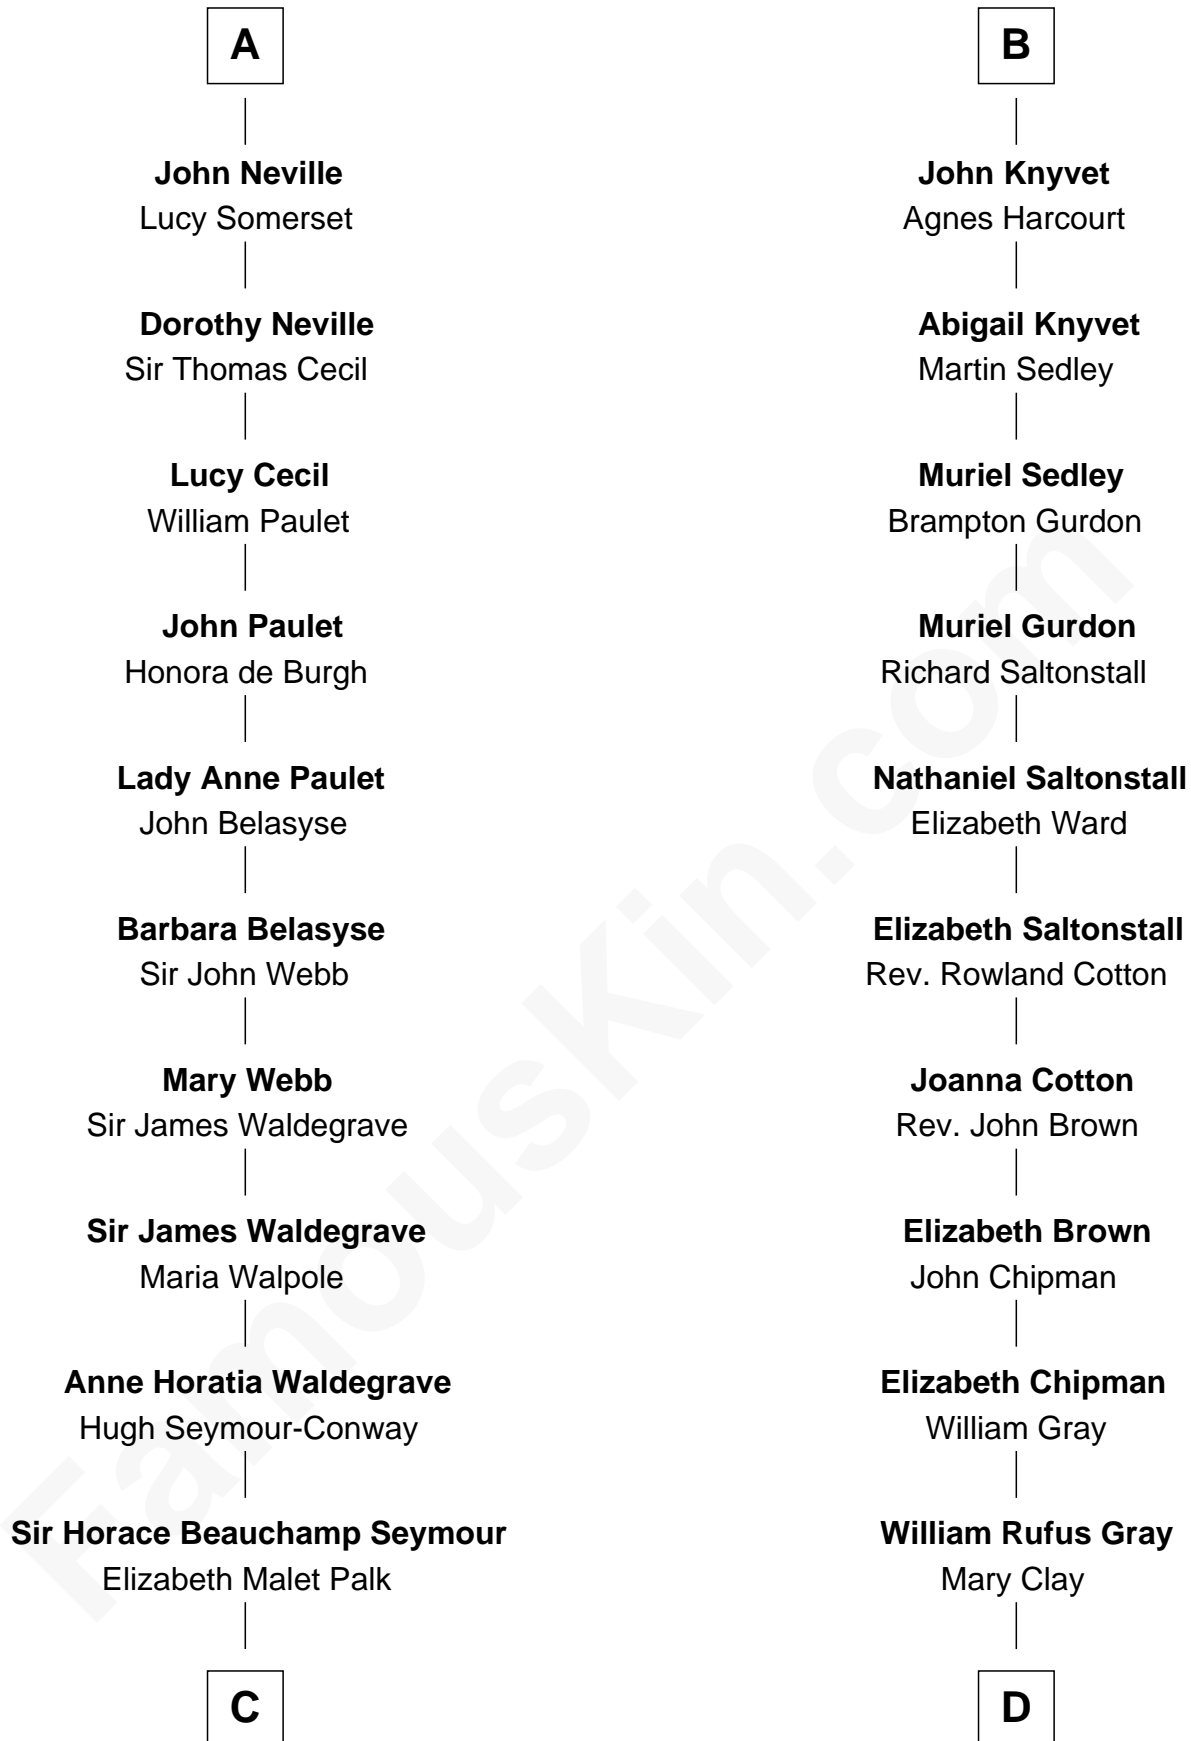 A
John Neville
Lucy Somerset
Dorothy Neville
Sir Thomas Cecil
Lucy Cecil
William Paulet
John Paulet
Honora de Burgh
Lady Anne Paulet
John Belasyse
Barbara Belasyse
Sir John Webb
Mary Webb
Sir James Waldegrave
Sir James Waldegrave
Maria Walpole
Anne Horatia Waldegrave
Hugh Seymour-Conway
Sir Horace Beauchamp Seymour
Elizabeth Malet Palk
C
B
John Knyvet
Agnes Harcourt
Abigail Knyvet
Martin Sedley
Muriel Sedley
Brampton Gurdon
Muriel Gurdon
Richard Saltonstall
Nathaniel Saltonstall
Elizabeth Ward
Elizabeth Saltonstall
Rev. Rowland Cotton
Joanna Cotton
Rev. John Brown
Elizabeth Brown
John Chipman
Elizabeth Chipman
William Gray
William Rufus Gray
Mary Clay
D
FamousKin.com